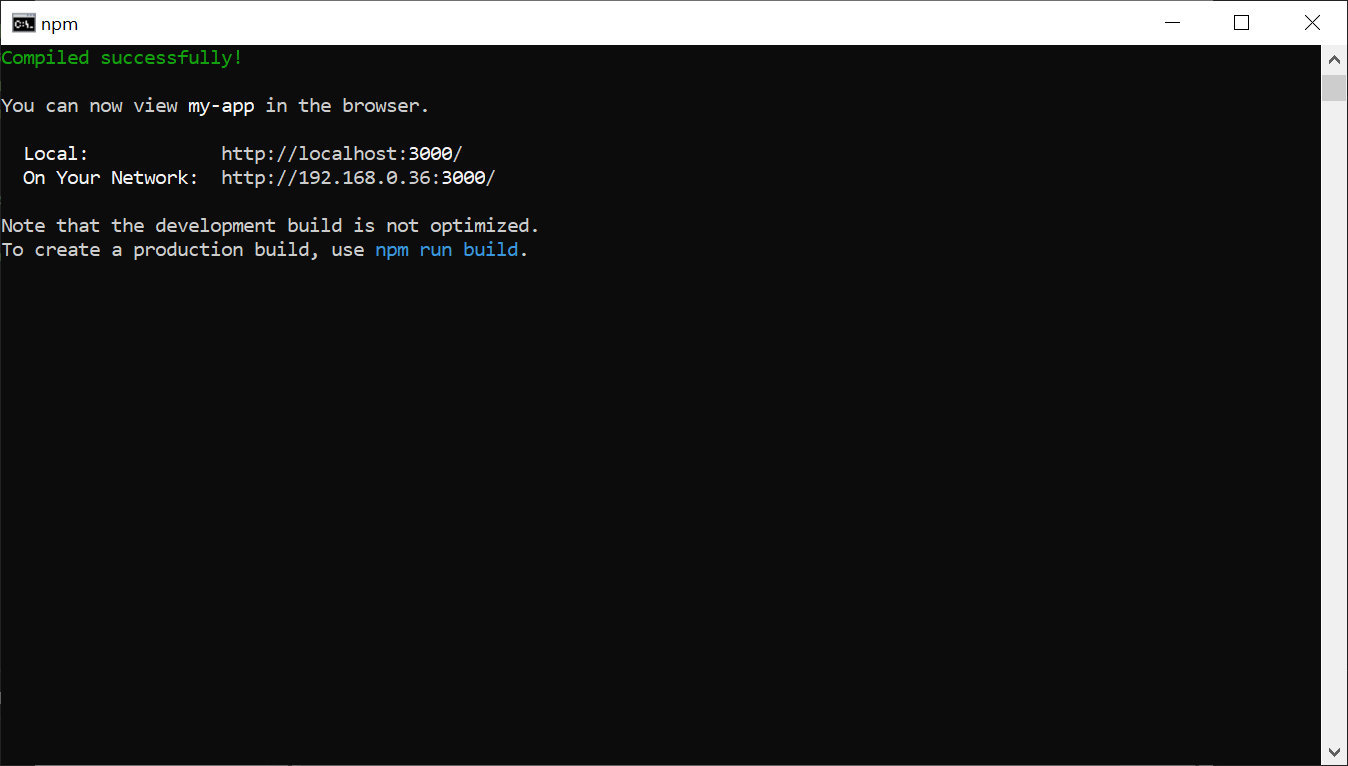 npm
Compiled successfully!
You can now view my-app in the browser.
Local: http://localhost:3000/
On Your Network: http://192.168.0.36:3000/
Note that the development build is not optimized.
To create a production build, use npm run build.